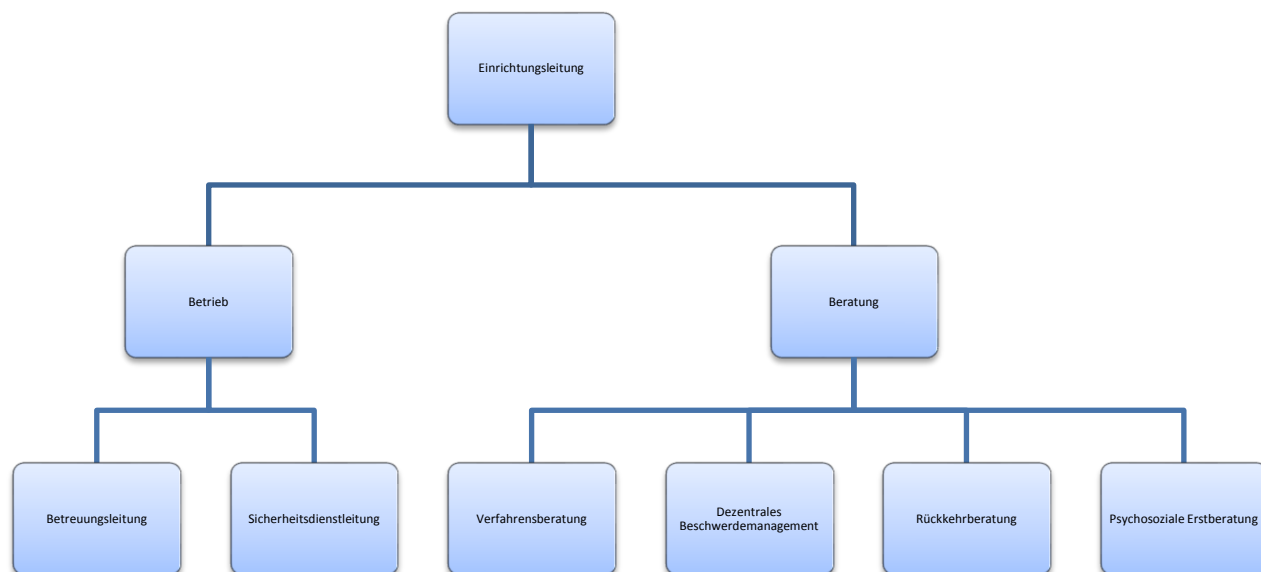 Einrichtungsleitung
Betrieb
Beratung
Betreuungsleitung
Sicherheitsdienstleitung
Verfahrensberatung
Dezentrales
Beschwerdemanagement
Rückkehrberatung
Psychosoziale Erstberatung